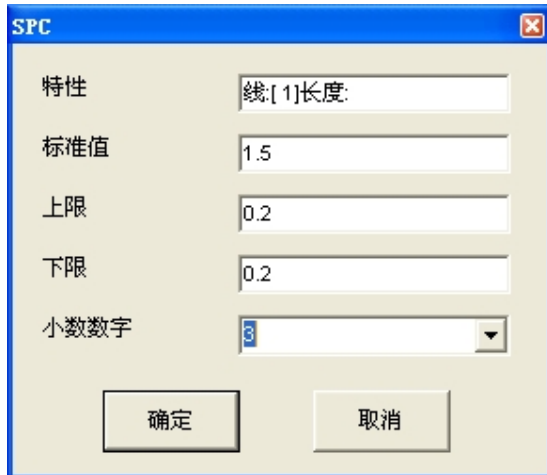 SPC
特性 线:[ 1]长度:
标准值 1.5
上限 0.2
下限 0.2
小数数字 3
确定 取消